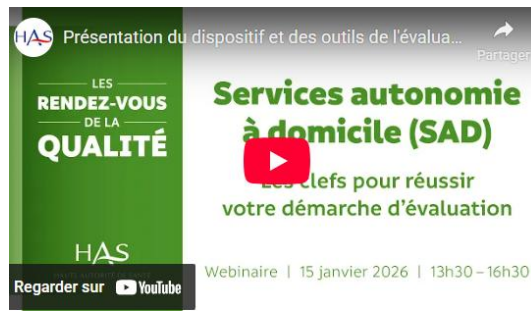 HAS
Présentation du dispositif et des outils de l'évalua...
Partager
LES
RENDEZ-VOUS
DE LA
QUALITÉ
Services autonomie
à domicile (SAD)
Les clefs pour réussir
votre démarche d'évaluation
HAS
Webinaire | 15 janvier 2026 | 13h30 – 16h30
Regarder sur YouTube